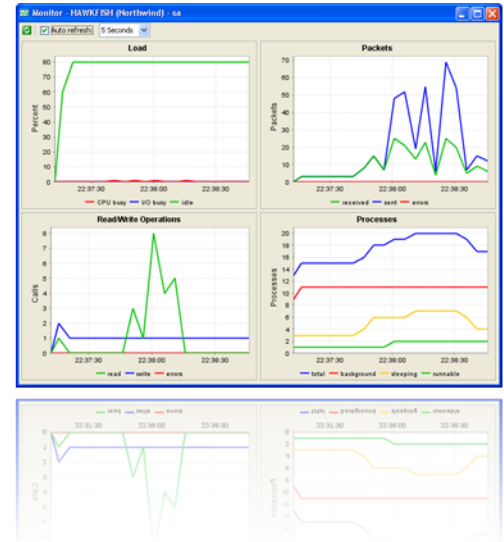 Monitor - HAWKFISH (Northwind) - sa
Auto refresh: 5 Seconds
Load
Percent
80
70
60
50
40
30
20
10
0
22:37:30 22:38:00 22:38:30
CPU busy I/O busy idle
Packets
Packets
70
60
50
40
30
20
10
0
22:37:30 22:38:00 22:38:30
received sent errors
Read/Write Operations
Calls
8
7
6
5
4
3
2
1
0
22:37:30 22:38:00 22:38:30
read write errors
Processes
Processes
20
18
16
14
12
10
8
6
4
2
0
22:37:30 22:38:00 22:38:30
total background sleeping runnable